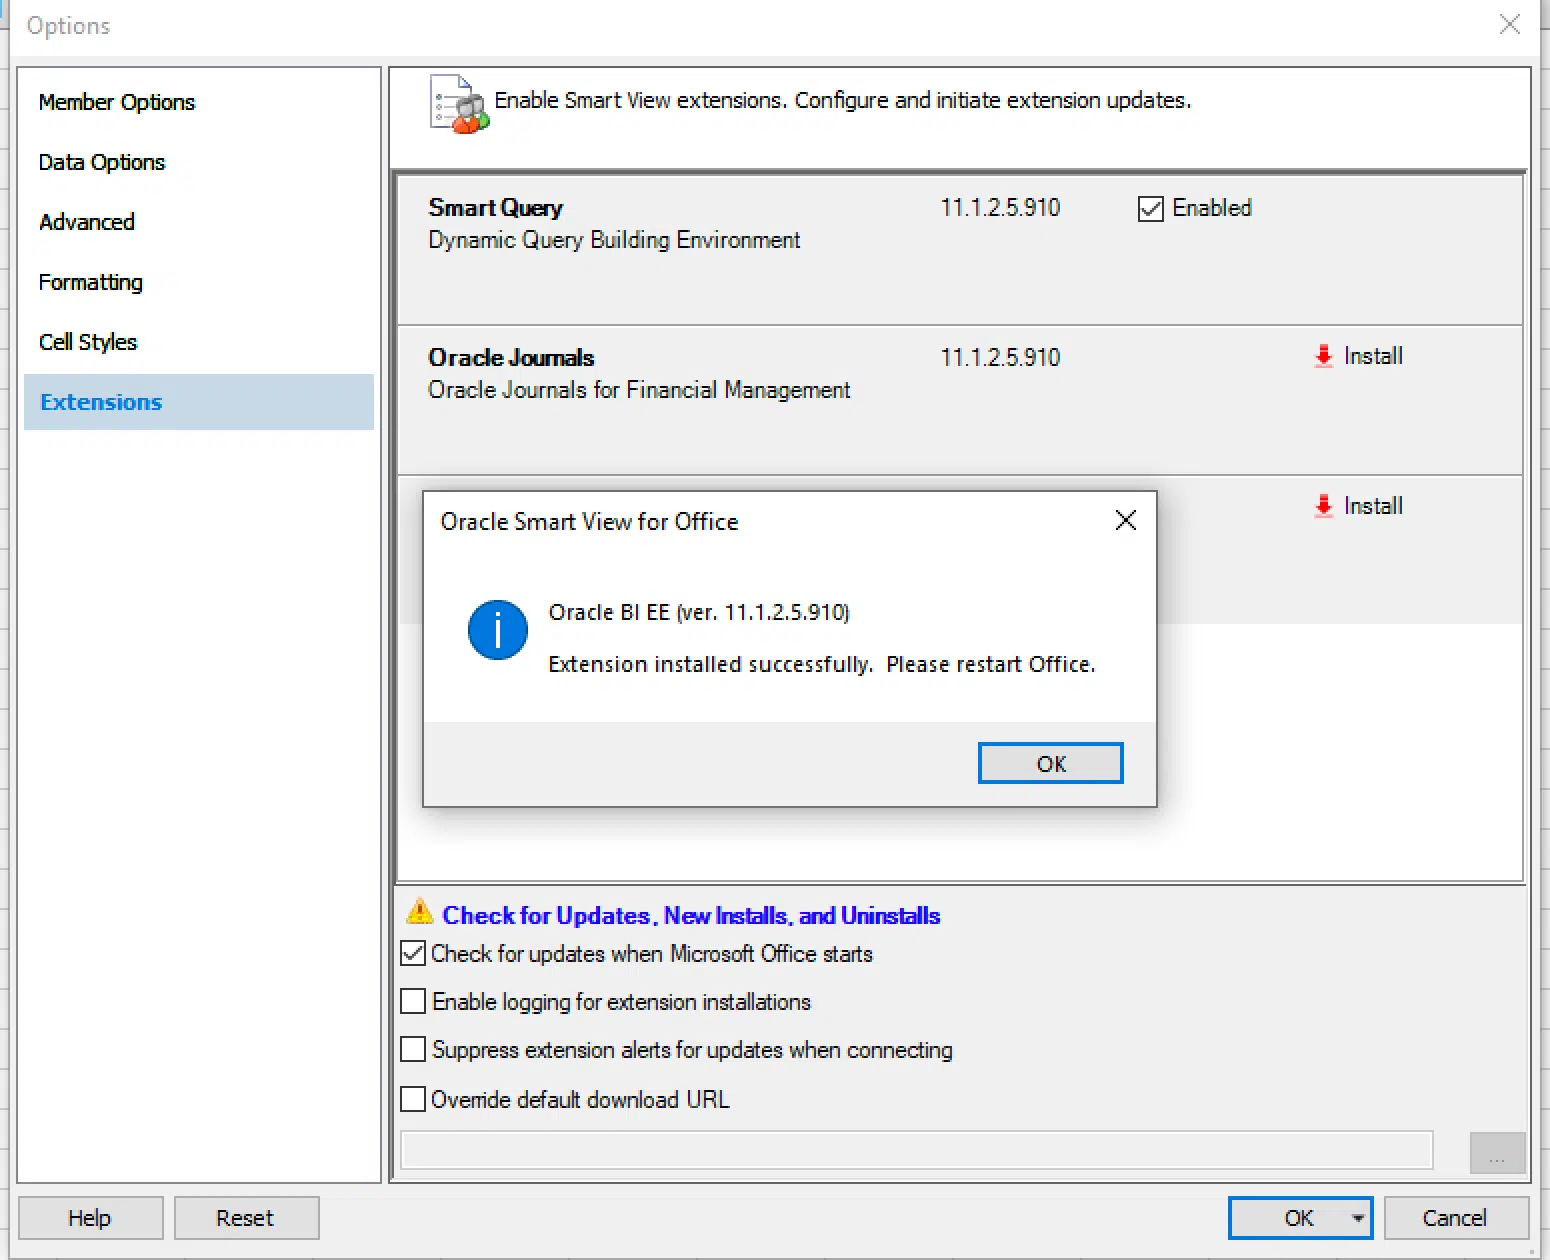 Options
Member Options
Data Options
Advanced
Formatting
Cell Styles
Extensions
Enable Smart View extensions. Configure and initiate extension updates.
Smart Query 11.1.2.5.910 Enabled
Dynamic Query Building Environment
Oracle Journals 11.1.2.5.910 Install
Oracle Journals for Financial Management
Install
Oracle Smart View for Office
Oracle BI EE (ver. 11.1.2.5.910)
Extension installed successfully.  Please restart Office.
OK
Check for Updates, New Installs, and Uninstalls
Check for updates when Microsoft Office starts
Enable logging for extension installations
Suppress extension alerts for updates when connecting
Override default download URL
...
Help Reset OK Cancel